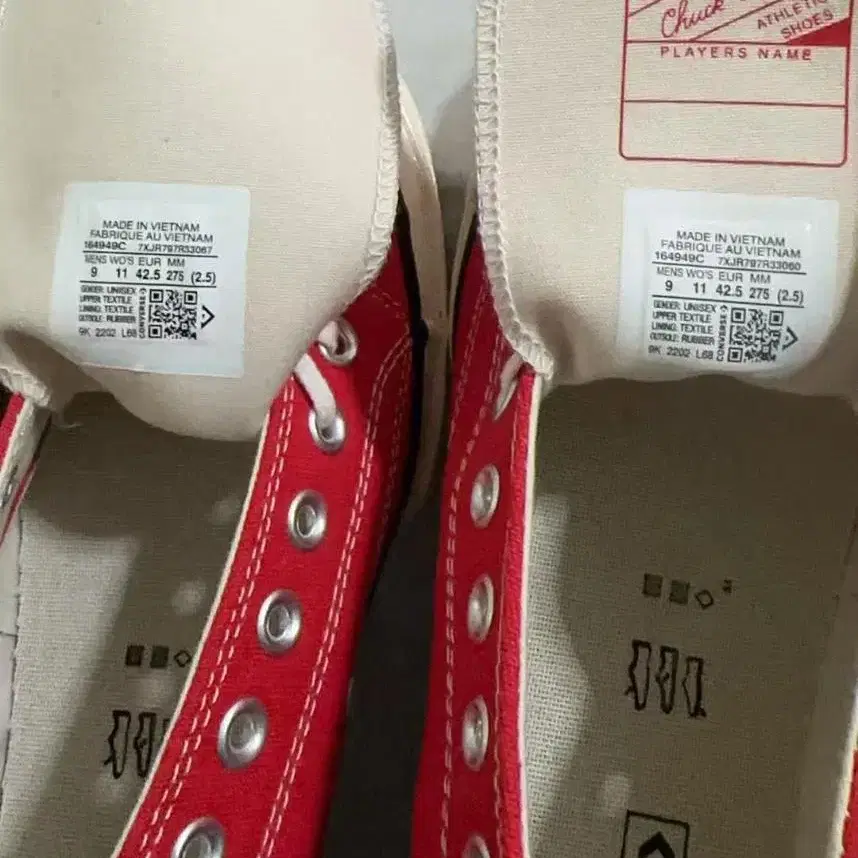 MADE IN VIETNAM
FABRIQUE AU VIETNAM
164949C 7XJR797R33067
MENS WO'S EUR MM
9 11 42.5 275 (2.5)
GENDER: UNISEX
UPPER: TEXTILE
LINING: TEXTILE
OUTSOLE: RUBBER
CONVERSE
9K 2202 L68
Chuck
ATHLETIC
SHOES
PLAYERS NAME
MADE IN VIETNAM
FABRIQUE AU VIETNAM
164949C 7XJR797R33060
MENS WO'S EUR MM
9 11 42.5 275 (2.5)
GENDER: UNISEX
UPPER: TEXTILE
LINING: TEXTILE
OUTSOLE: RUBBER
CONVERSE
9K 2202 L68